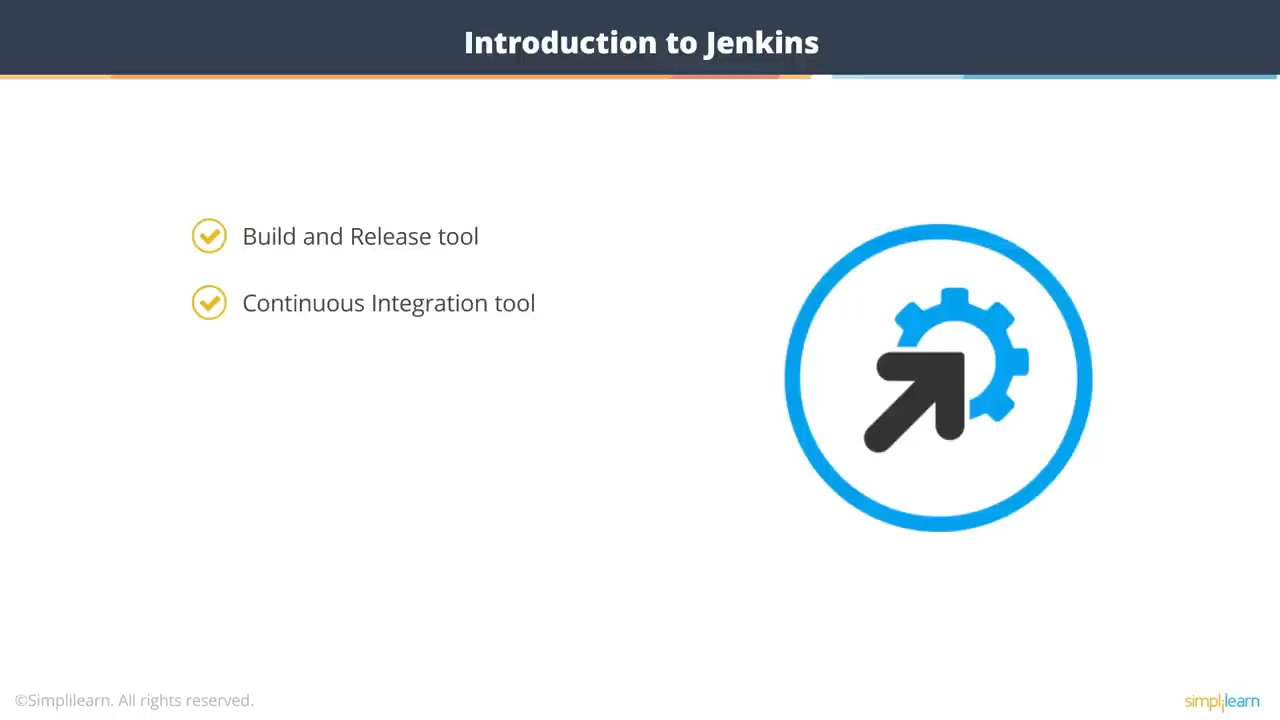 Introduction to Jenkins
Build and Release tool
Continuous Integration tool
©Simplilearn. All rights reserved.
simplilearn